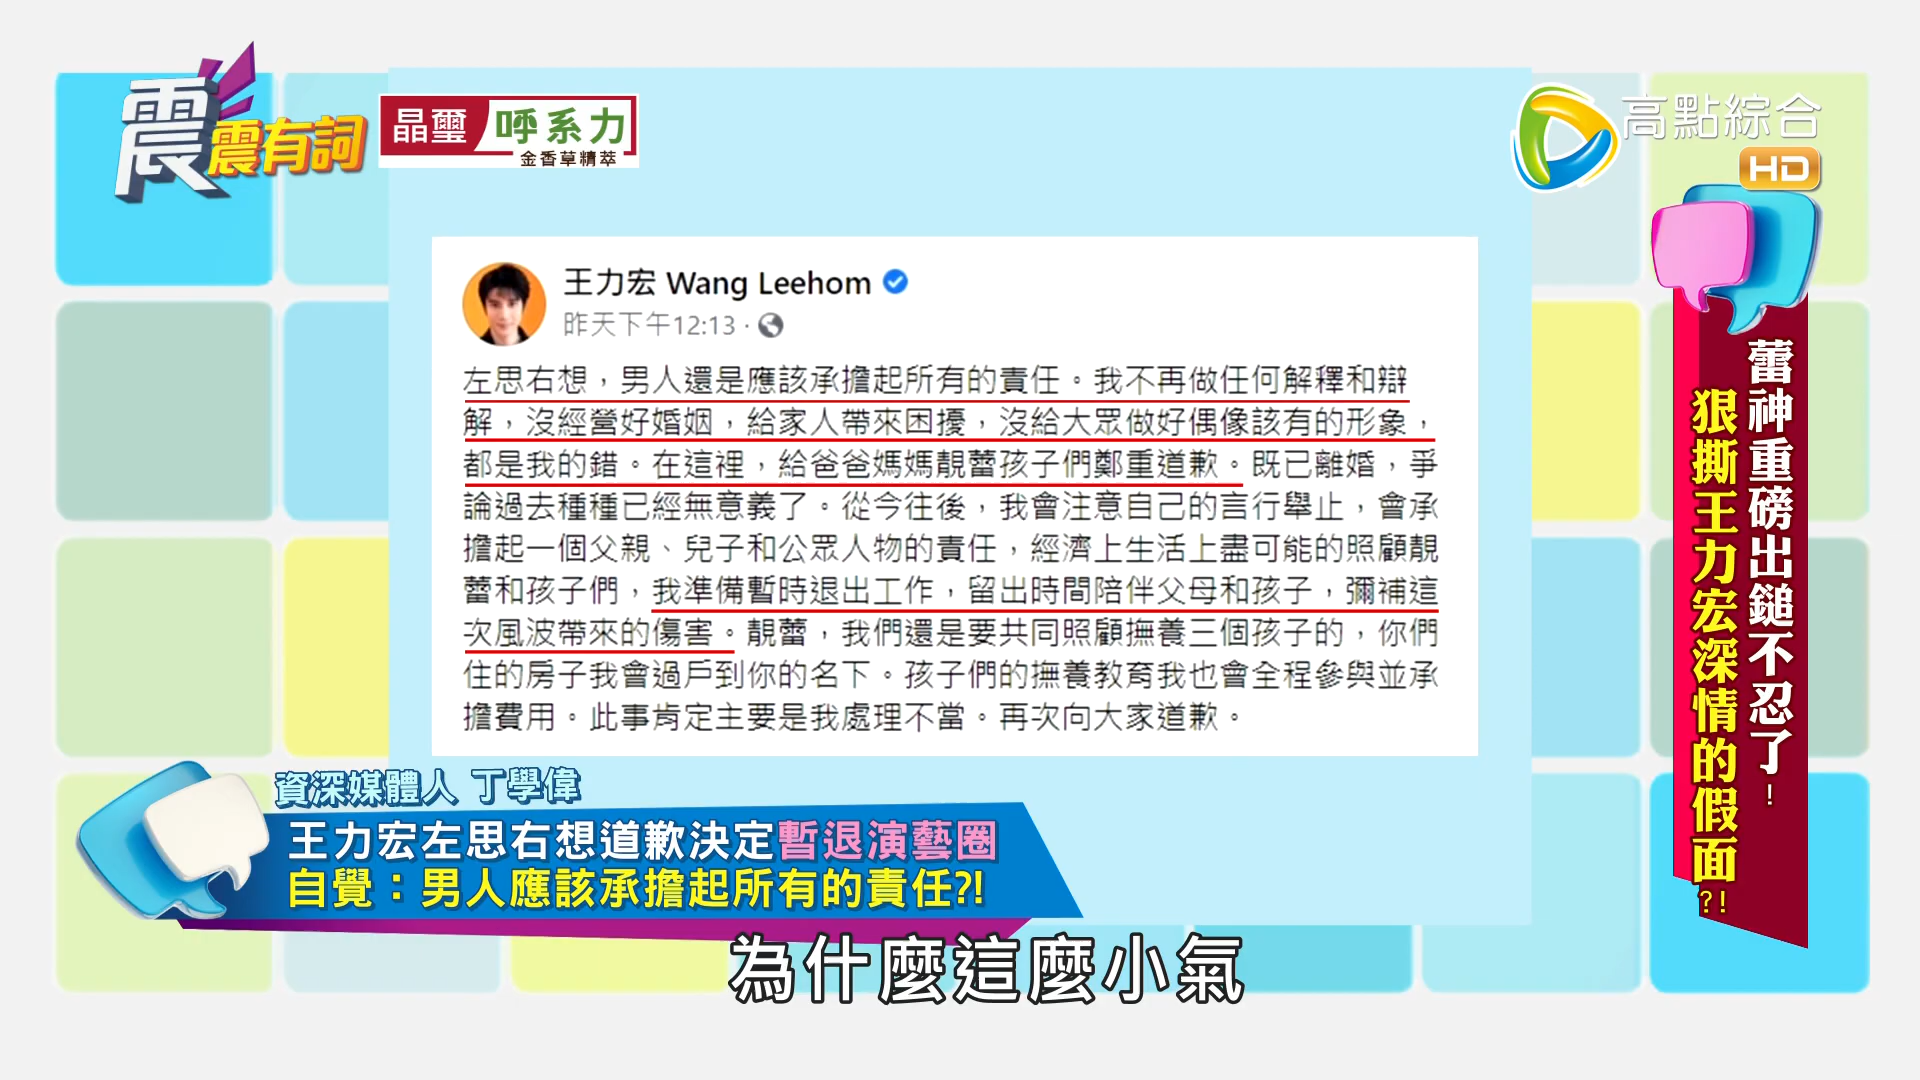 震震有詞
晶璽 呼系力
金香草精萃
高點綜合
HD
王力宏 Wang Leehom
昨天下午12:13 ·
左思右想，男人還是應該承擔起所有的責任。我不再做任何解釋和辯
解，沒經營好婚姻，給家人帶來困擾，沒給大眾做好偶像該有的形象，
都是我的錯。在這裡，給爸爸媽媽靚蕾孩子們鄭重道歉。既已離婚，爭
論過去種種已經無意義了。從今往後，我會注意自己的言行舉止，會承
擔起一個父親、兒子和公眾人物的責任，經濟上生活上盡可能的照顧靚
蕾和孩子們，我準備暫時退出工作，留出時間陪伴父母和孩子，彌補這
次風波帶來的傷害。靚蕾，我們還是要共同照顧撫養三個孩子的，你們
住的房子我會過戶到你的名下。孩子們的撫養教育我也會全程參與並承
擔費用。此事肯定主要是我處理不當。再次向大家道歉。
蕾神重磅出鎚不忍了！
狠撕王力宏深情的假面?!
資深媒體人 丁學偉
王力宏左思右想道歉決定暫退演藝圈
自覺：男人應該承擔起所有的責任?!
為什麼這麼小氣